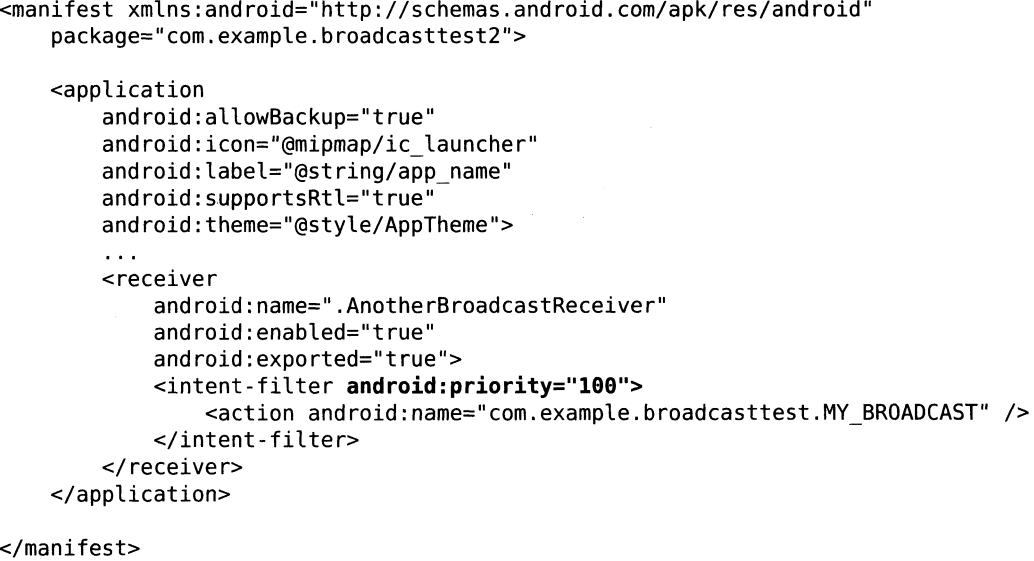 <manifest xmlns:android="http://schemas.android.com/apk/res/android"
    package="com.example.broadcasttest2">

    <application
        android:allowBackup="true"
        android:icon="@mipmap/ic_launcher"
        android:label="@string/app_name"
        android:supportsRtl="true"
        android:theme="@style/AppTheme">
        ...
        <receiver
            android:name=".AnotherBroadcastReceiver"
            android:enabled="true"
            android:exported="true">
            <intent-filter android:priority="100">
                <action android:name="com.example.broadcasttest.MY_BROADCAST" />
            </intent-filter>
        </receiver>
    </application>

</manifest>